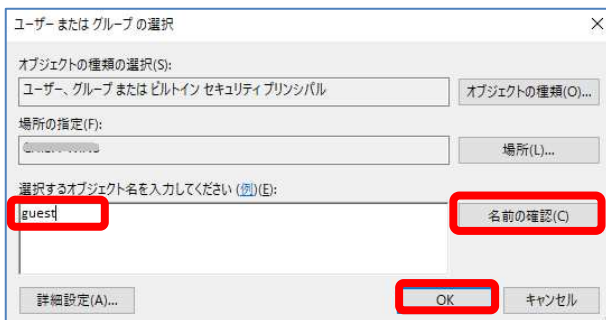 ユーザー または グループ の選択
オブジェクトの種類の選択(S):
ユーザー、グループ または ビルトイン セキュリティ プリンシパル
オブジェクトの種類(O)...
場所の指定(F):
場所(L)...
選択するオブジェクト名を入力してください (例)(E):
guest
名前の確認(C)
詳細設定(A)...
OK
キャンセル